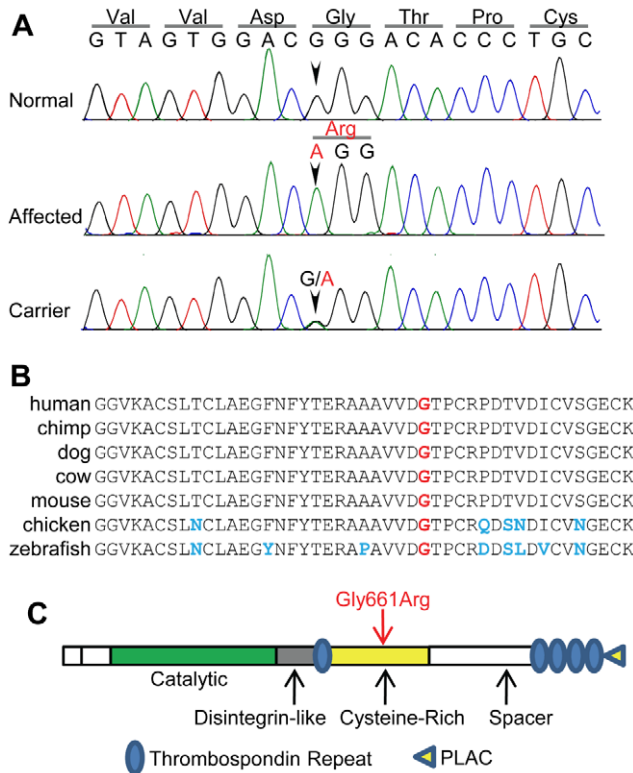 A
Val Val Asp Gly Thr Pro Cys
G T A G T G G A C G G G A C A C C C T G C
Normal
Arg
A G G
Affected
G/A
Carrier
B
human GGVKACSLTCLAEGFNFYTERAAAVVDGTPCRPDTVDICVSGECK
chimp GGVKACSLTCLAEGFNFYTERAAAVVDGTPCRPDTVDICVSGECK
dog GGVKACSLTCLAEGFNFYTERAAAVVDGTPCRPDTVDICVSGECK
cow GGVKACSLTCLAEGFNFYTERAAAVVDGTPCRPDTVDICVSGECK
mouse GGVKACSLTCLAEGFNFYTERAAAVVDGTPCRPDTVDICVSGECK
chicken GGVKACSLNCLAEGFNFYTERAAAVVDGTPCRQDSNDICVNGECK
zebrafish GGVKACSLNCLAEGYNFYTERAPAVVDGTPCRDDSLDVCVNGECK
C
Gly661Arg
Catalytic
Disintegrin-like Cysteine-Rich Spacer
Thrombospondin Repeat PLAC